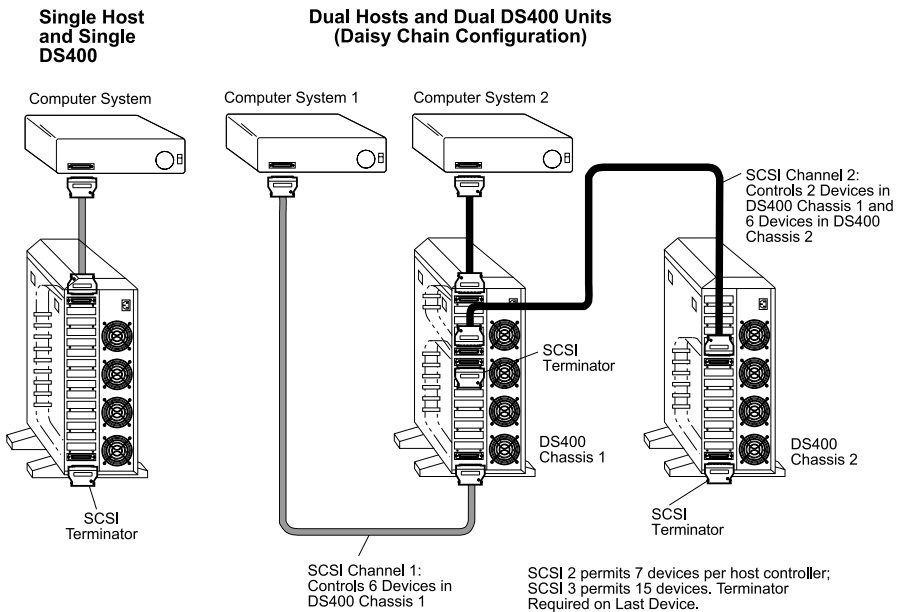 Single Host
and Single
DS400
Dual Hosts and Dual DS400 Units
(Daisy Chain Configuration)
Computer System
Computer System 1
Computer System 2
SCSI Channel 2:
Controls 2 Devices in
DS400 Chassis 1 and
6 Devices in DS400
Chassis 2
SCSI
Terminator
DS400
Chassis 1
DS400
Chassis 2
SCSI
Terminator
SCSI
Terminator
SCSI Channel 1:
Controls 6 Devices in
DS400 Chassis 1
SCSI 2 permits 7 devices per host controller;
SCSI 3 permits 15 devices. Terminator
Required on Last Device.